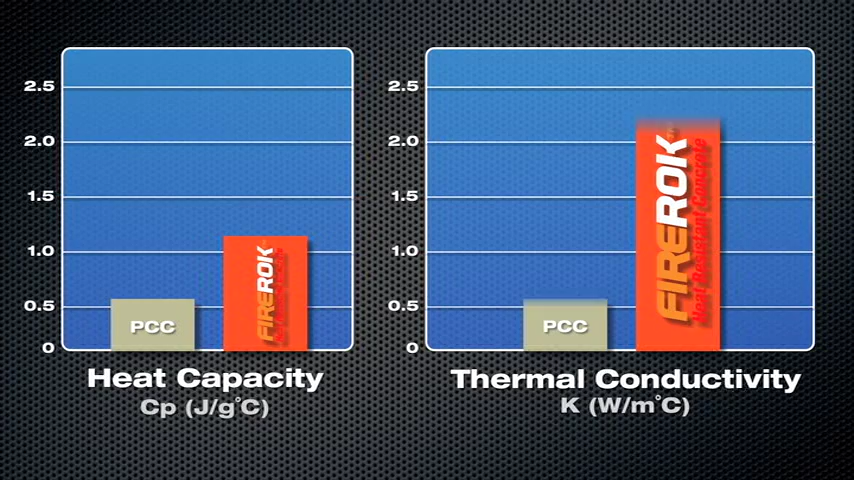 2.5
2.0
1.5
1.0
0.5
0
PCC
FIREROK
Heat Capacity
Cp (J/g°C)
2.5
2.0
1.5
1.0
0.5
0
PCC
FIREROK
Heat Resistant Concrete
Thermal Conductivity
K (W/m°C)